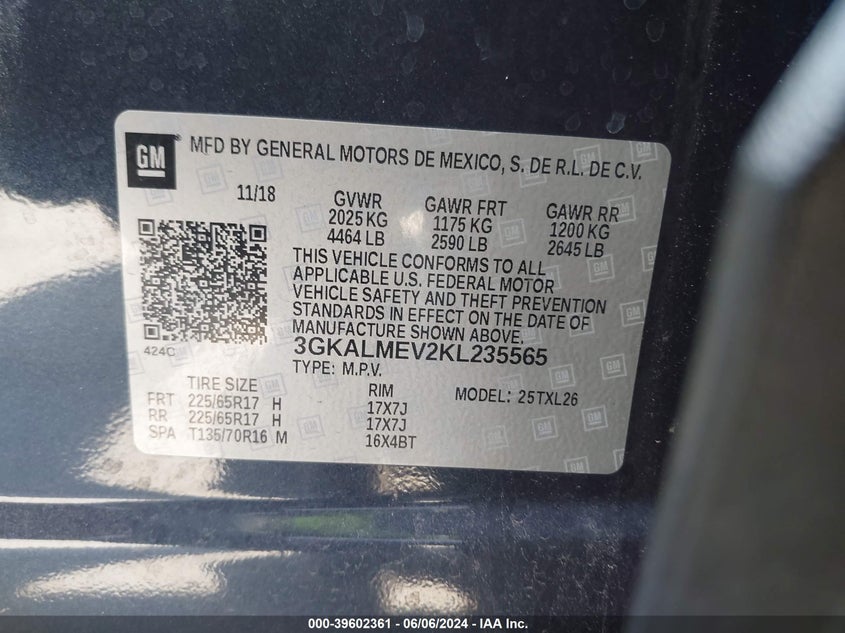 GM
MFD BY GENERAL MOTORS DE MEXICO, S. DE R.L. DE C.V.
11/18 GVWR GAWR FRT GAWR RR
2025 KG 1175 KG 1200 KG
4464 LB 2590 LB 2645 LB
THIS VEHICLE CONFORMS TO ALL
APPLICABLE U.S. FEDERAL MOTOR
VEHICLE SAFETY AND THEFT PREVENTION
STANDARDS IN EFFECT ON THE DATE OF
MANUFACTURE SHOWN ABOVE.
424C
3GKALMEV2KL235565
TYPE: M.P.V.
TIRE SIZE RIM MODEL: 25TXL26
FRT 225/65R17 H 17X7J
RR 225/65R17 H 17X7J
SPA T135/70R16 M 16X4BT
000-39602361 - 06/06/2024 - IAA Inc.